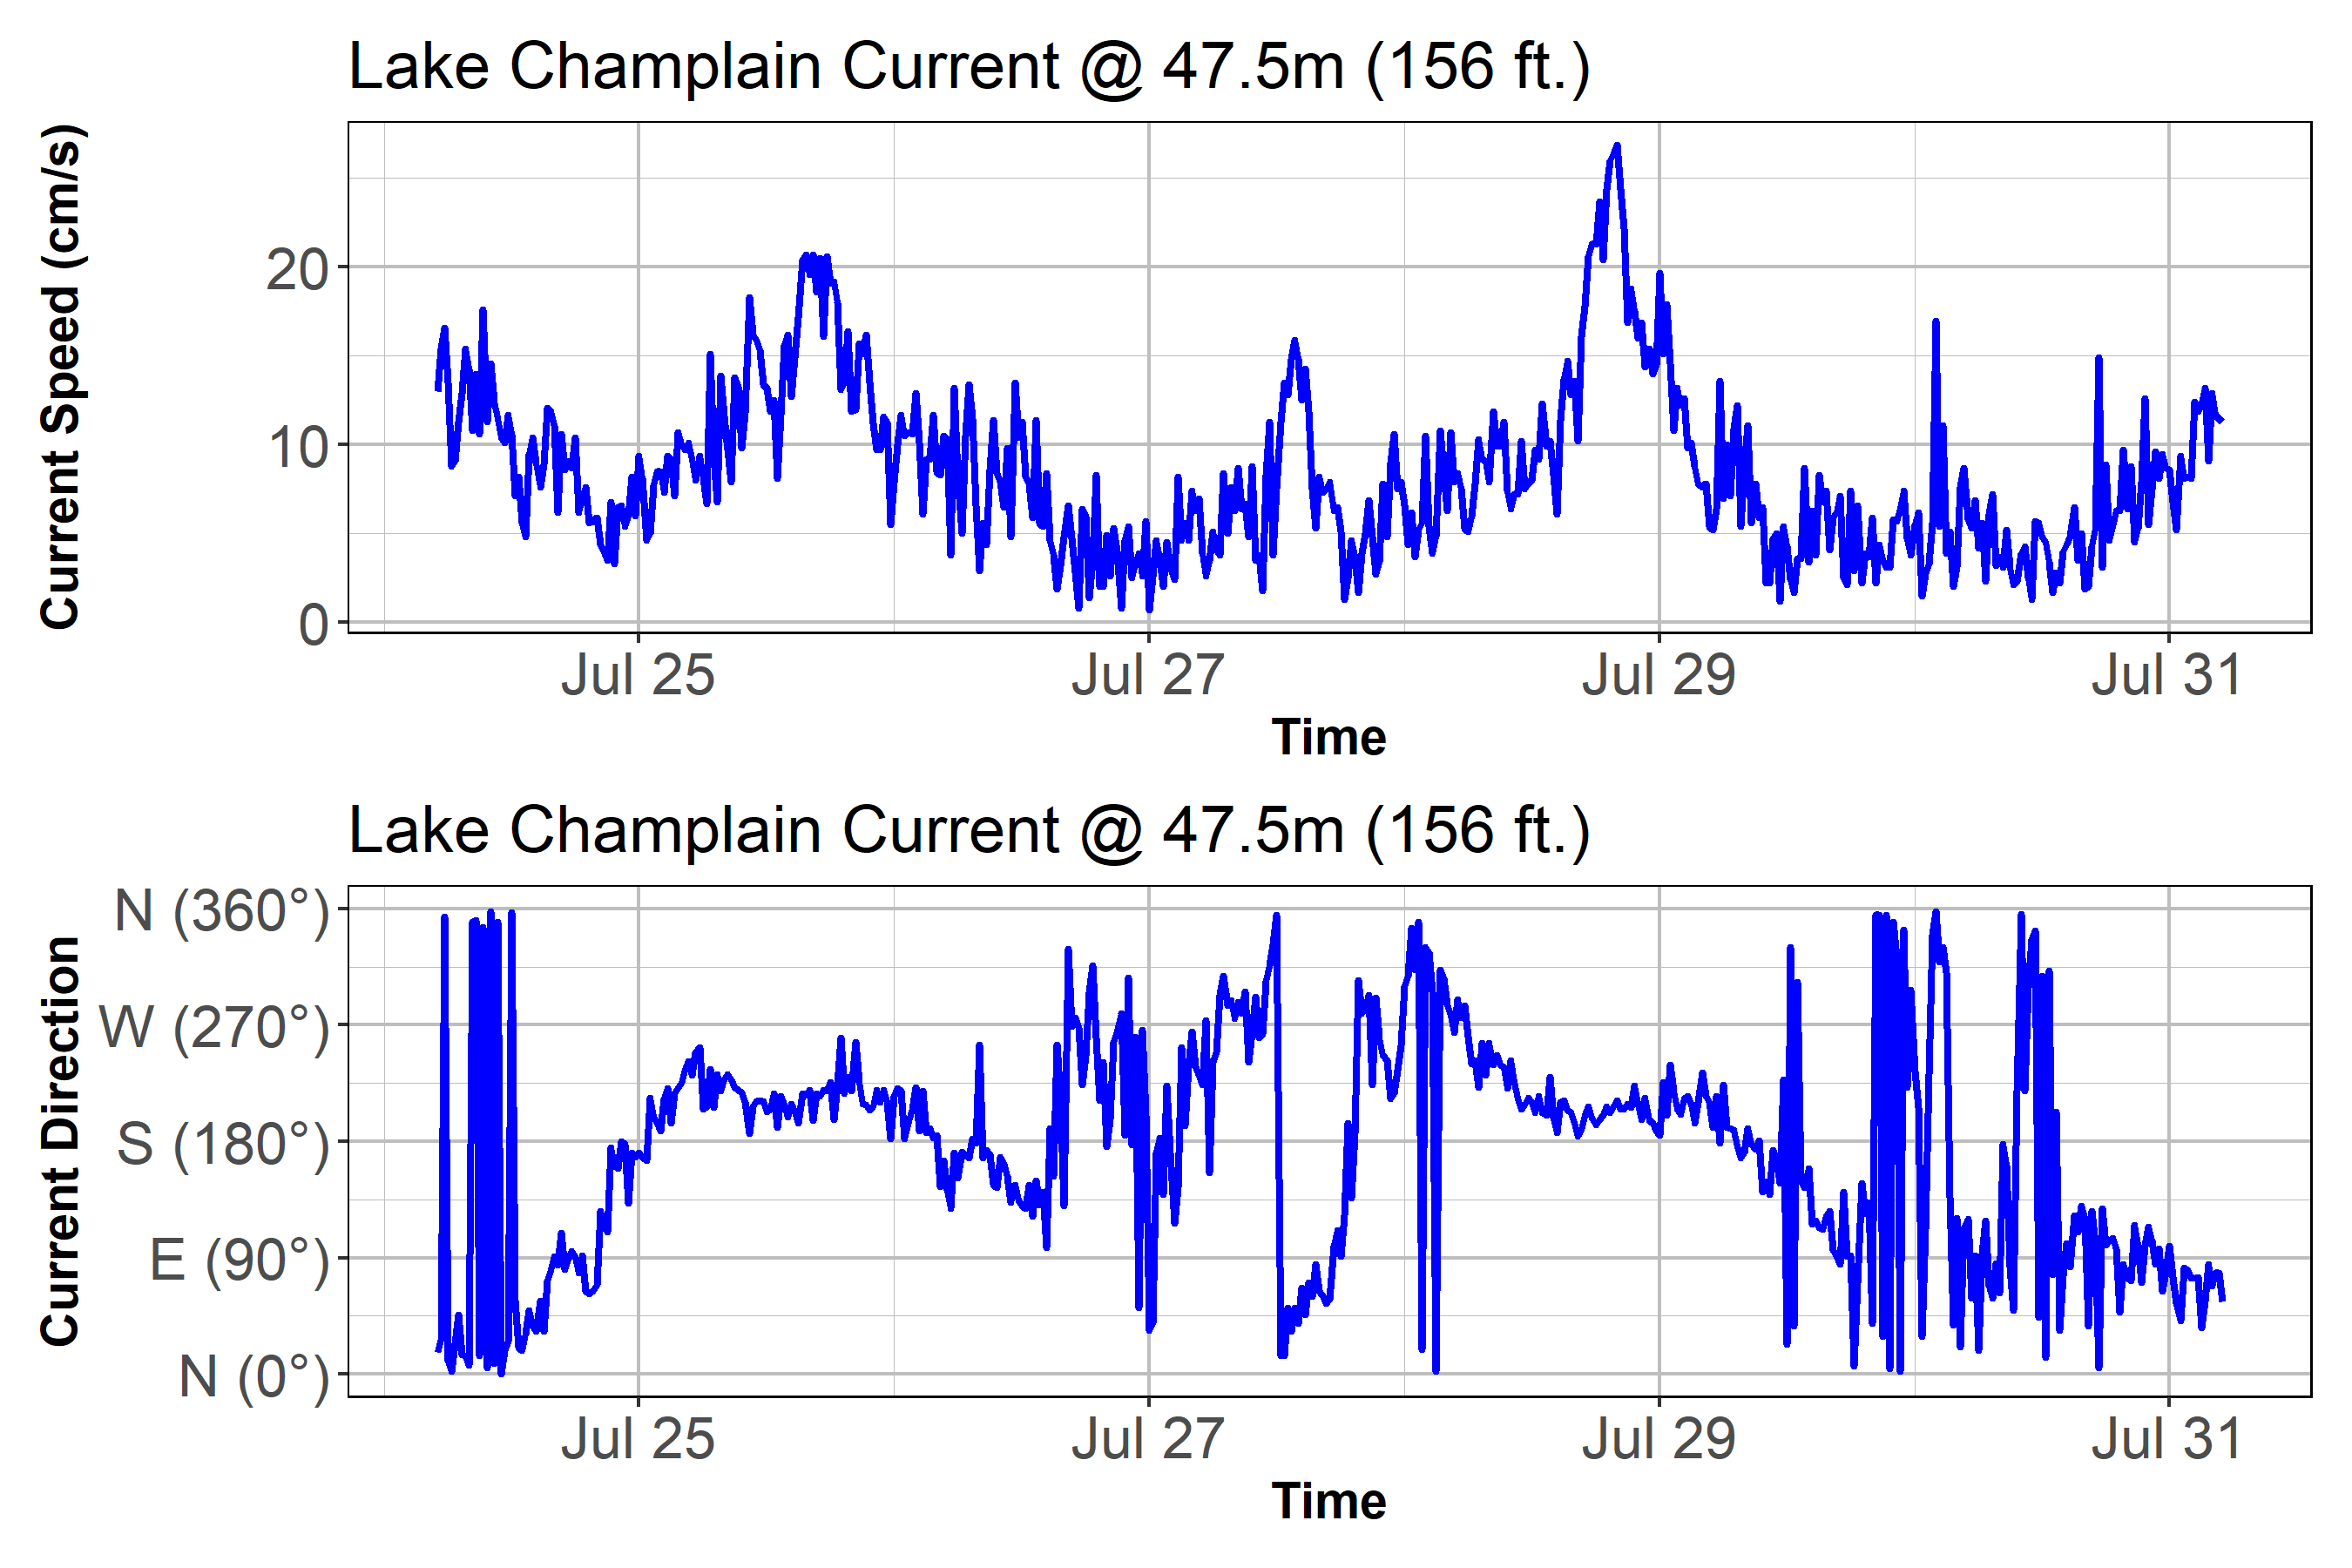 Lake Champlain Current @ 47.5m (156 ft.)
Current Speed (cm/s)
20
10
0
Jul 25 Jul 27 Jul 29 Jul 31
Time
Lake Champlain Current @ 47.5m (156 ft.)
Current Direction
N (360°)
W (270°)
S (180°)
E (90°)
N (0°)
Jul 25 Jul 27 Jul 29 Jul 31
Time